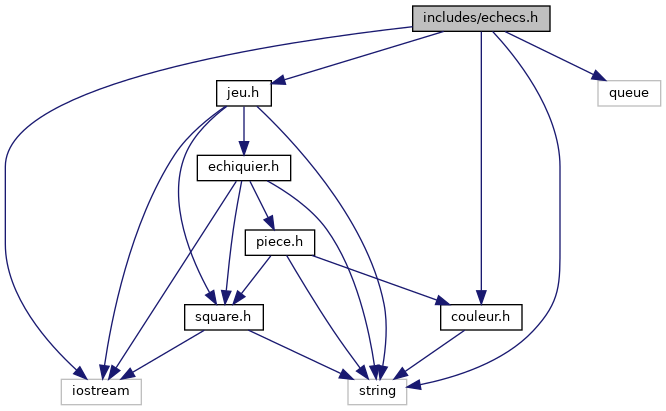 includes/echecs.h
jeu.h
queue
echiquier.h
piece.h
square.h
couleur.h
iostream
string